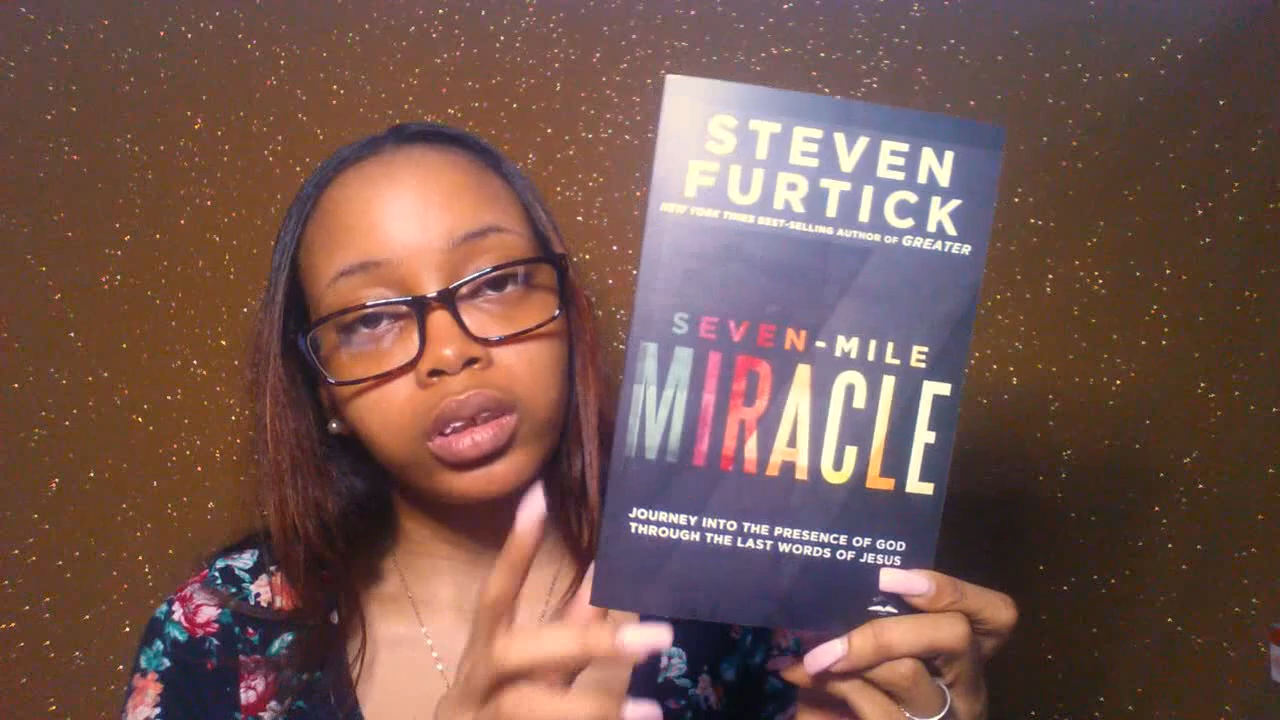 STEVEN
FURTICK
NEW YORK TIMES BEST-SELLING AUTHOR OF GREATER
SEVEN-MILE
MIRACLE
JOURNEY INTO THE PRESENCE OF GOD
THROUGH THE LAST WORDS OF JESUS